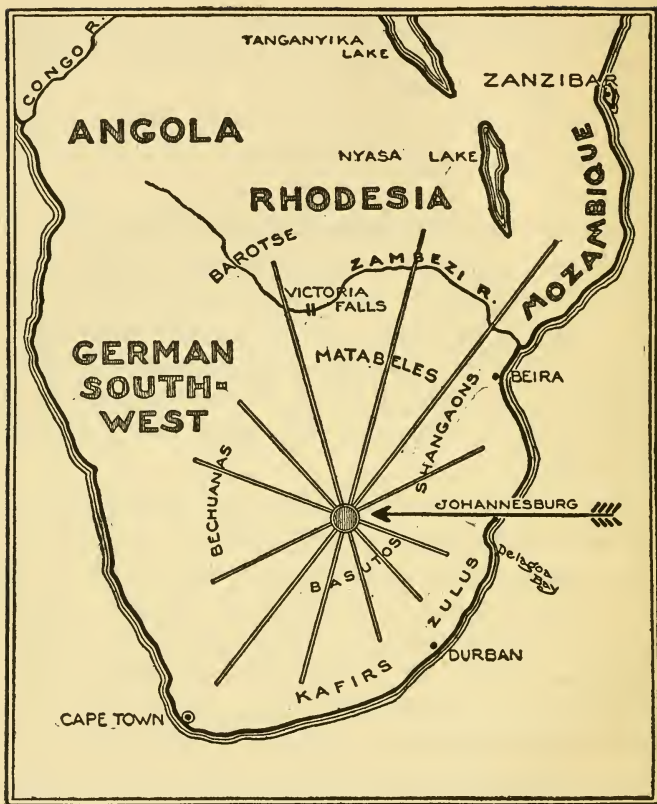 CONGO R.
TANGANYIKA
LAKE
ZANZIBAR
ANGOLA
NYASA LAKE
MOZAMBIQUE
RHODESIA
BAROTSE
ZAMBEZI R.
VICTORIA
FALLS
GERMAN
SOUTH-
WEST
MATABELES
BEIRA
SHANGAONS
BECHUANAS
JOHANNESBURG
BASUTOS
Delagoa
Bay
ZULUS
DURBAN
KAFIRS
CAPE TOWN